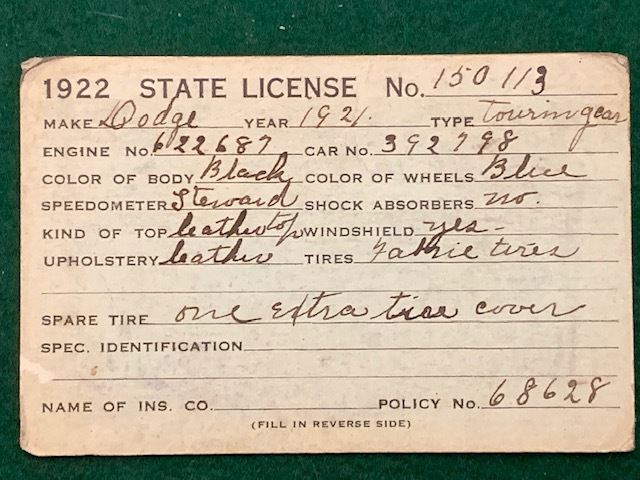 1922 STATE LICENSE No. 150113
MAKE Dodge YEAR 1921. TYPE Touringcar
ENGINE No. 622687 CAR No. 392798
COLOR OF BODY Black COLOR OF WHEELS Blue
SPEEDOMETER Steward SHOCK ABSORBERS no.
KIND OF TOP leather top WINDSHIELD yes-
UPHOLSTERY leather TIRES Fabric tires
SPARE TIRE one extra tire cover
SPEC. IDENTIFICATION
NAME OF INS. CO. POLICY No. 68628
(FILL IN REVERSE SIDE)